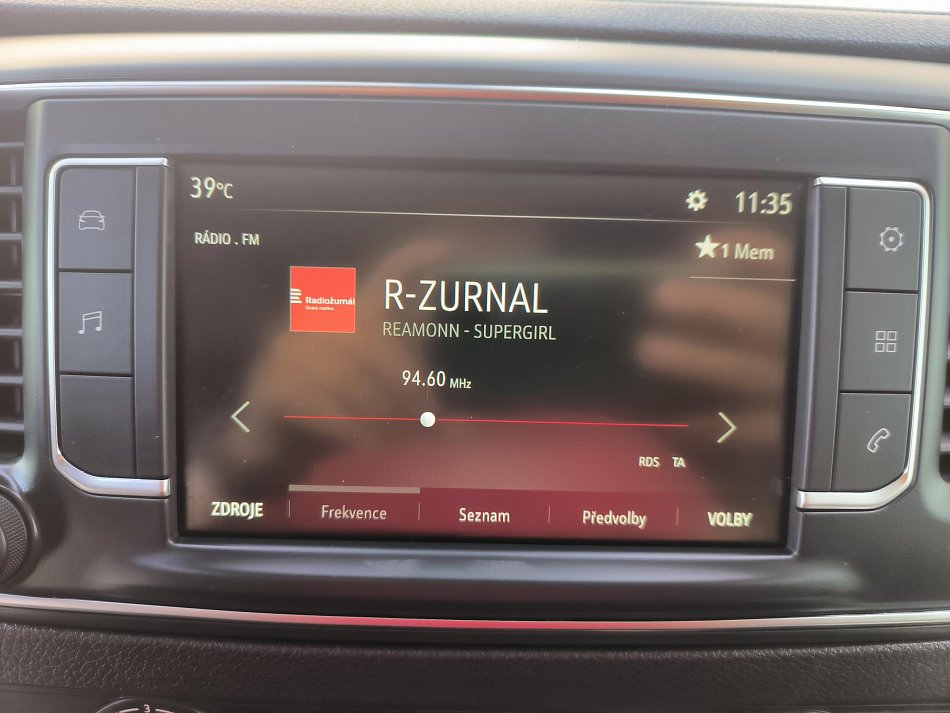 39°C
11:35
RÁDIO . FM
1 Mem
Radiožurnál
R-ZURNAL
REAMONN - SUPERGIRL
94.60 MHz
RDS TA
ZDROJE
Frekvence
Seznam
Předvolby
VOLBY
3